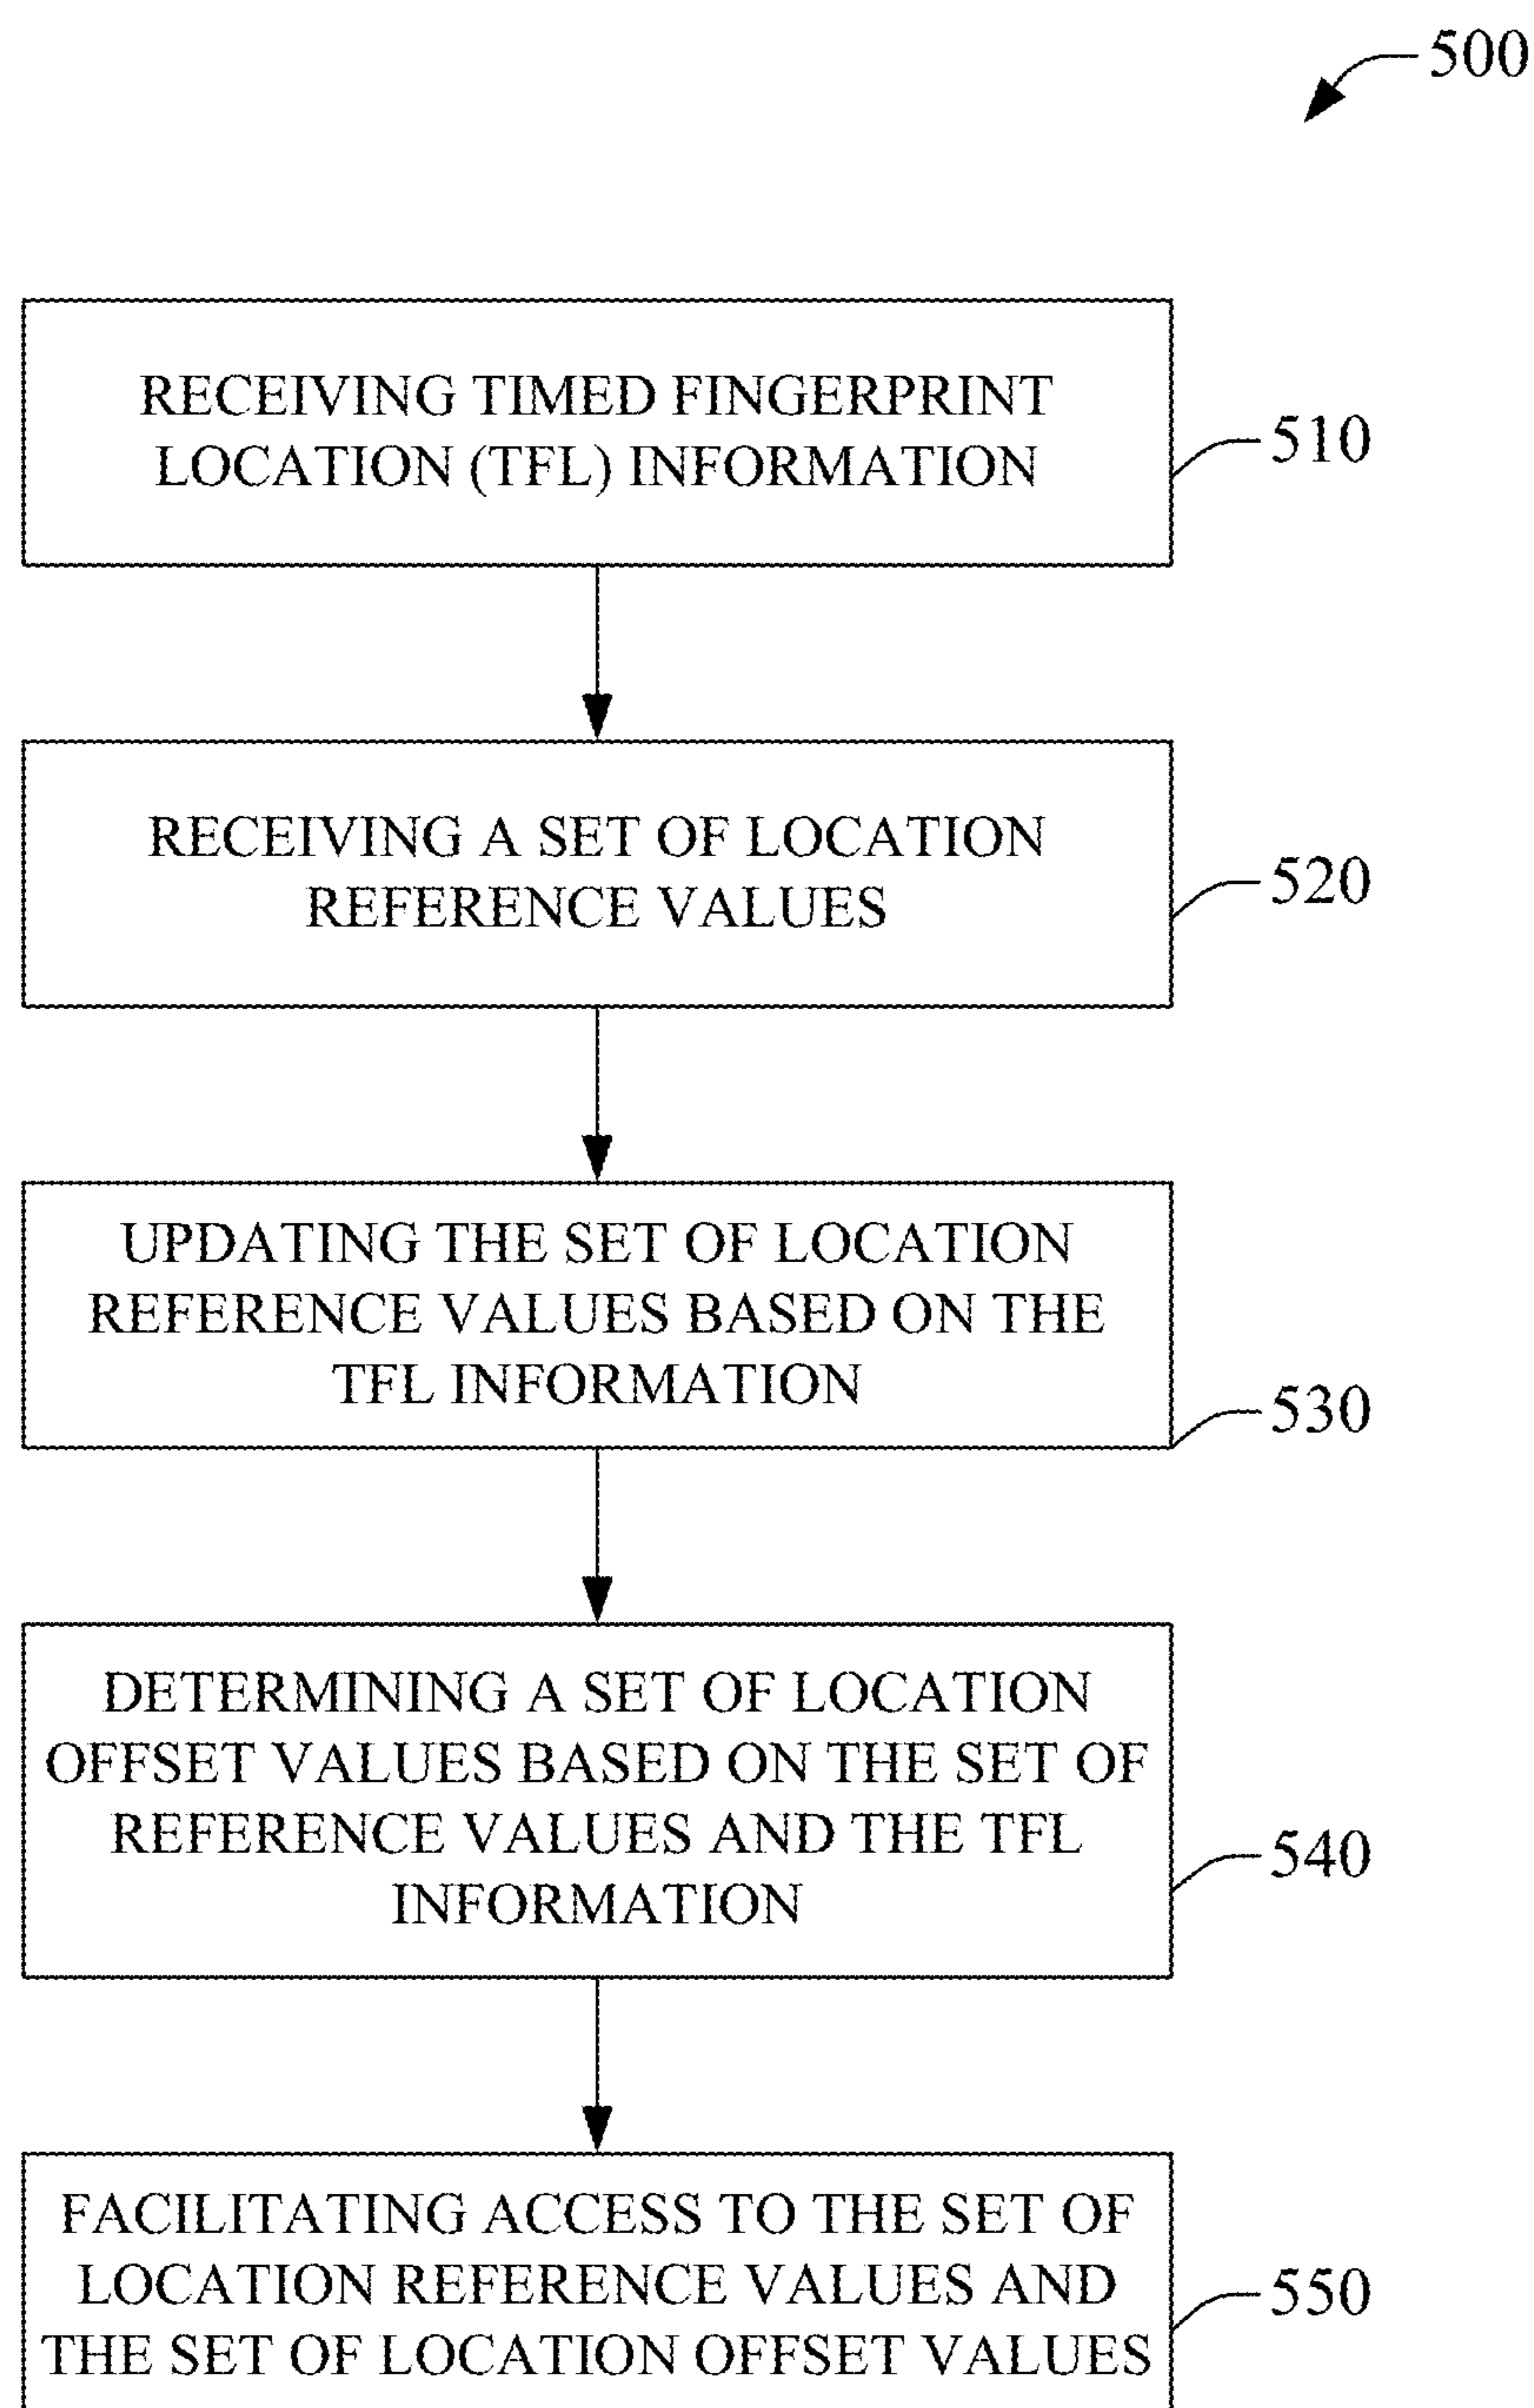 500
RECEIVING TIMED FINGERPRINT
LOCATION (TFL) INFORMATION
510
RECEIVING A SET OF LOCATION
REFERENCE VALUES
520
UPDATING THE SET OF LOCATION
REFERENCE VALUES BASED ON THE
TFL INFORMATION
530
DETERMINING A SET OF LOCATION
OFFSET VALUES BASED ON THE SET OF
REFERENCE VALUES AND THE TFL
INFORMATION
540
FACILITATING ACCESS TO THE SET OF
LOCATION REFERENCE VALUES AND
THE SET OF LOCATION OFFSET VALUES
550